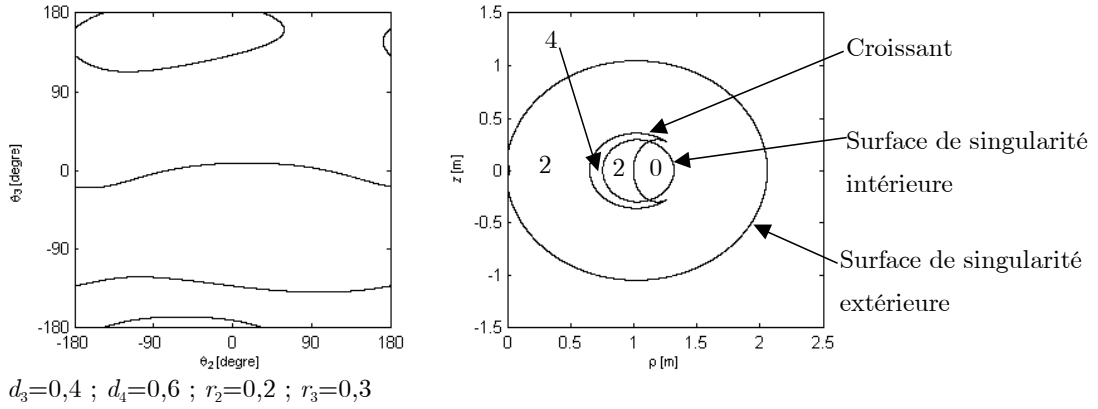 180
90
0
-90
-180
θ3 [degre]
-180
-90
0
90
180
θ2 [degre]
d3=0,4 ; d4=0,6 ; r2=0,2 ; r3=0,3
1.5
1
0.5
0
-0.5
-1
-1.5
z [m]
0
0.5
1
1.5
2
2.5
ρ [m]
4
2
2
0
Croissant
Surface de singularité
intérieure
Surface de singularité
extérieure